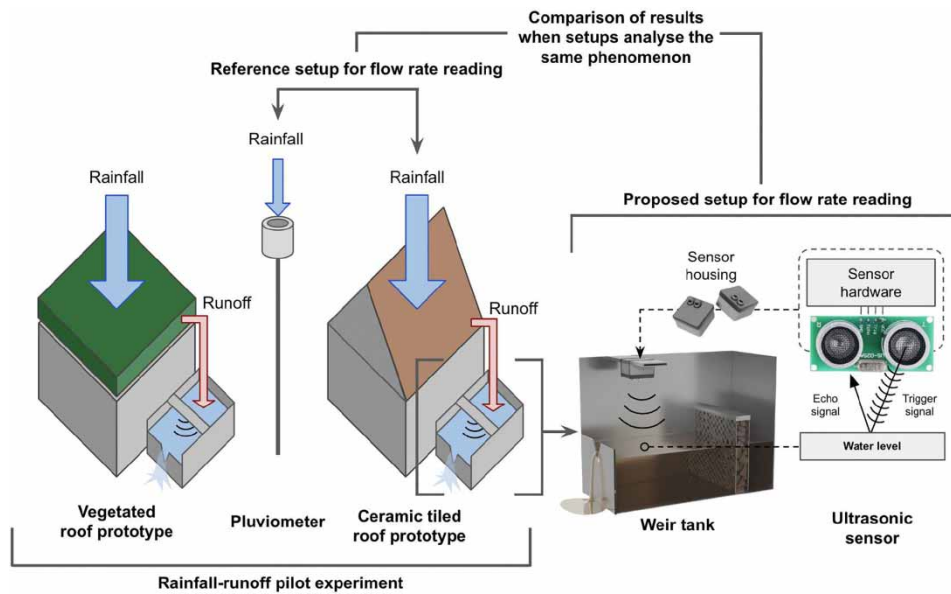 Comparison of results
when setups analyse the
same phenomenon
Reference setup for flow rate reading
Rainfall
Rainfall
Rainfall
Proposed setup for flow rate reading
Sensor
housing
Sensor
hardware
Runoff
Runoff
Echo
signal
Trigger
signal
Water level
Vegetated
roof prototype
Pluviometer
Ceramic tiled
roof prototype
Weir tank
Ultrasonic
sensor
Rainfall-runoff pilot experiment